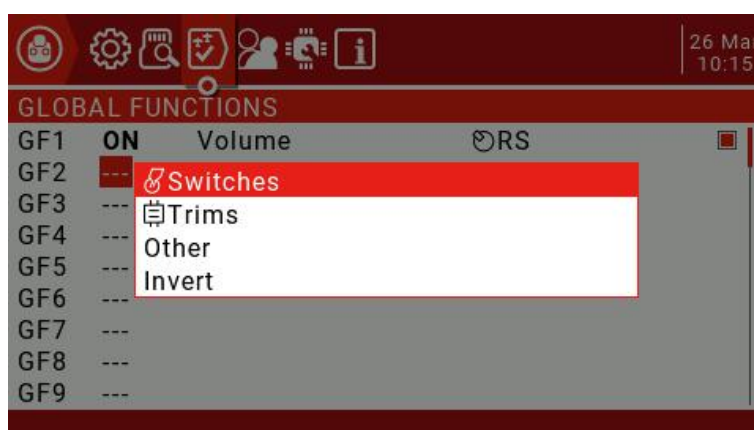 26 Mar
10:15
GLOBAL FUNCTIONS
GF1 ON Volume RS
GF2 ---
Switches
GF3 ---
Trims
GF4 ---
Other
GF5 ---
Invert
GF6 ---
GF7 ---
GF8 ---
GF9 ---